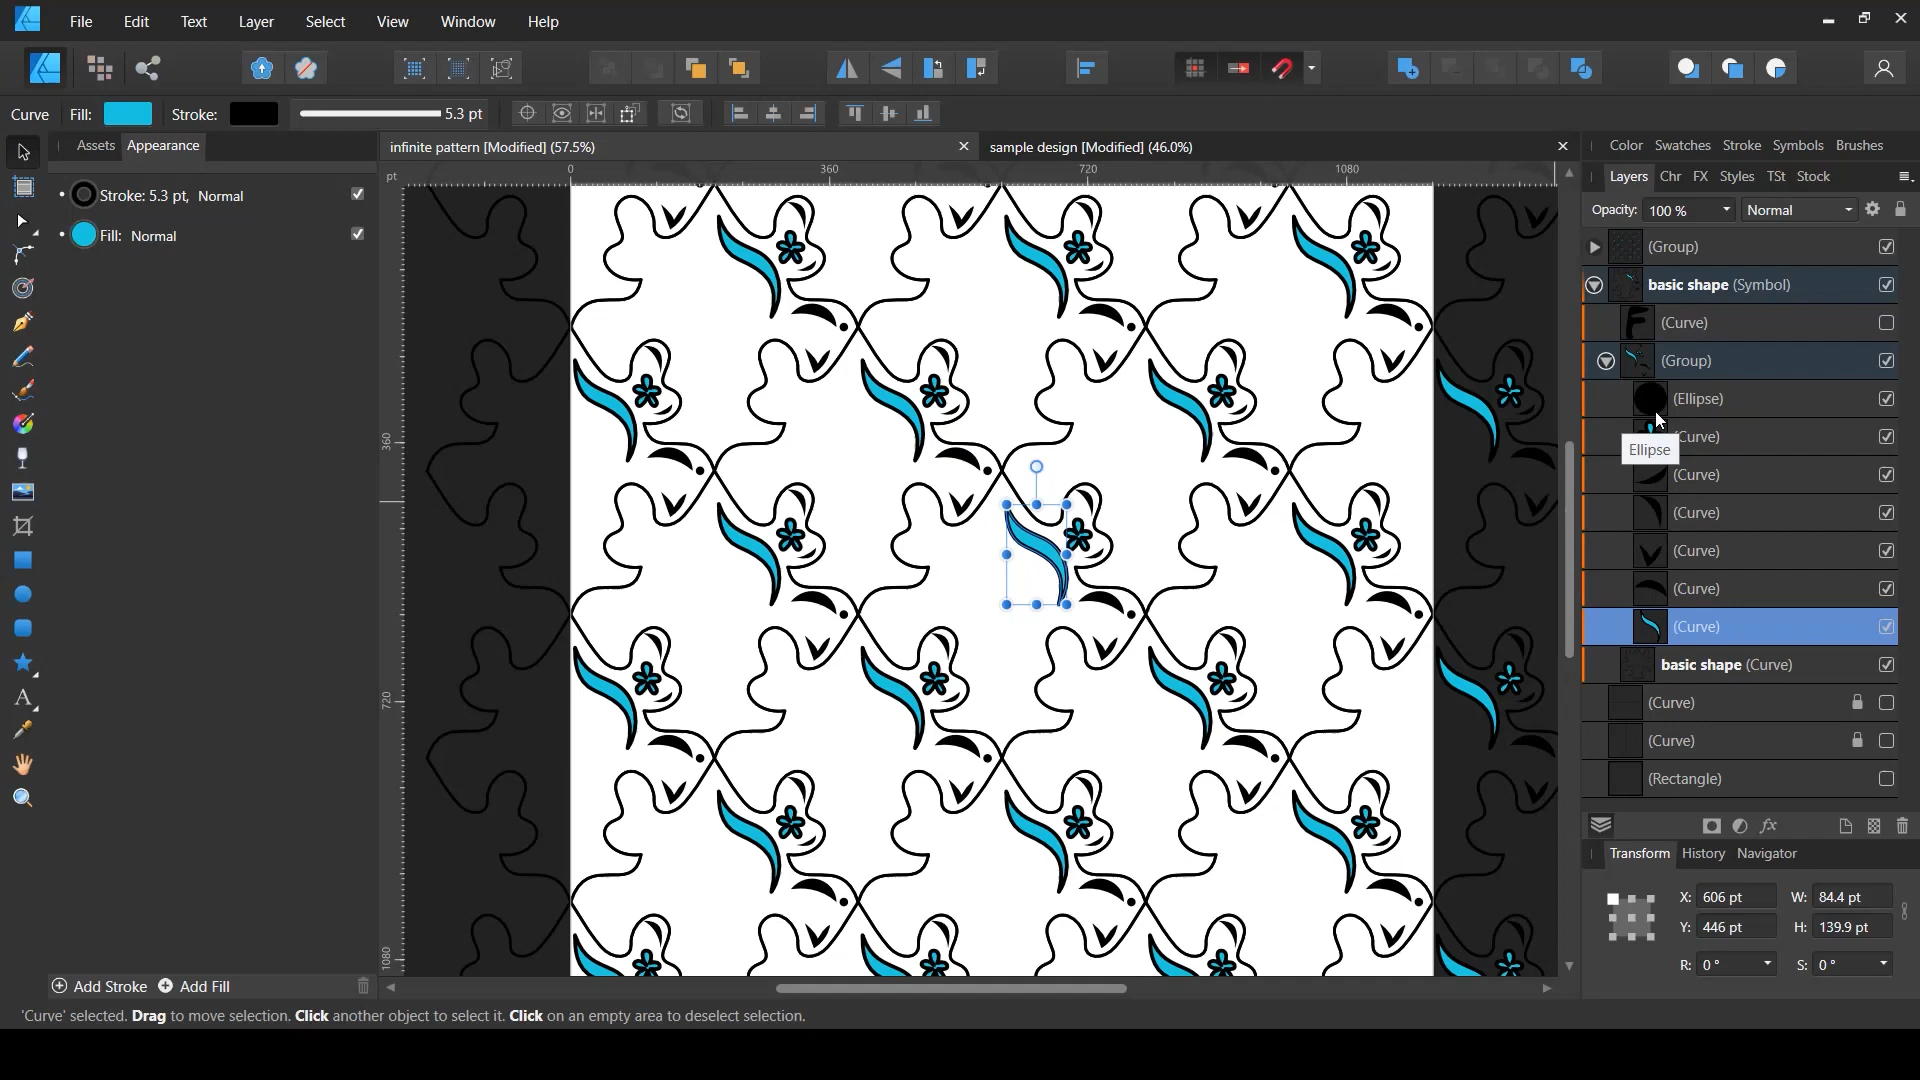 File Edit Text Layer Select View Window Help
Curve Fill: Stroke: 5.3 pt
Assets Appearance
infinite pattern [Modified] (57.5%)
sample design [Modified] (46.0%)
Color Swatches Stroke Symbols Brushes
pt 0 360 720 1080
360
720
1080
Layers Chr FX Styles TSt Stock
Stroke: 5.3 pt, Normal
Fill: Normal
Opacity: 100 % Normal
(Group)
basic shape (Symbol)
(Curve)
(Group)
(Ellipse)
(Curve)
Ellipse
(Curve)
(Curve)
(Curve)
(Curve)
(Curve)
basic shape (Curve)
(Curve)
(Curve)
(Rectangle)
Transform History Navigator
X: 606 pt W: 84.4 pt
Y: 446 pt H: 139.9 pt
R: 0 ° S: 0 °
Add Stroke Add Fill
'Curve' selected. Drag to move selection. Click another object to select it. Click on an empty area to deselect selection.